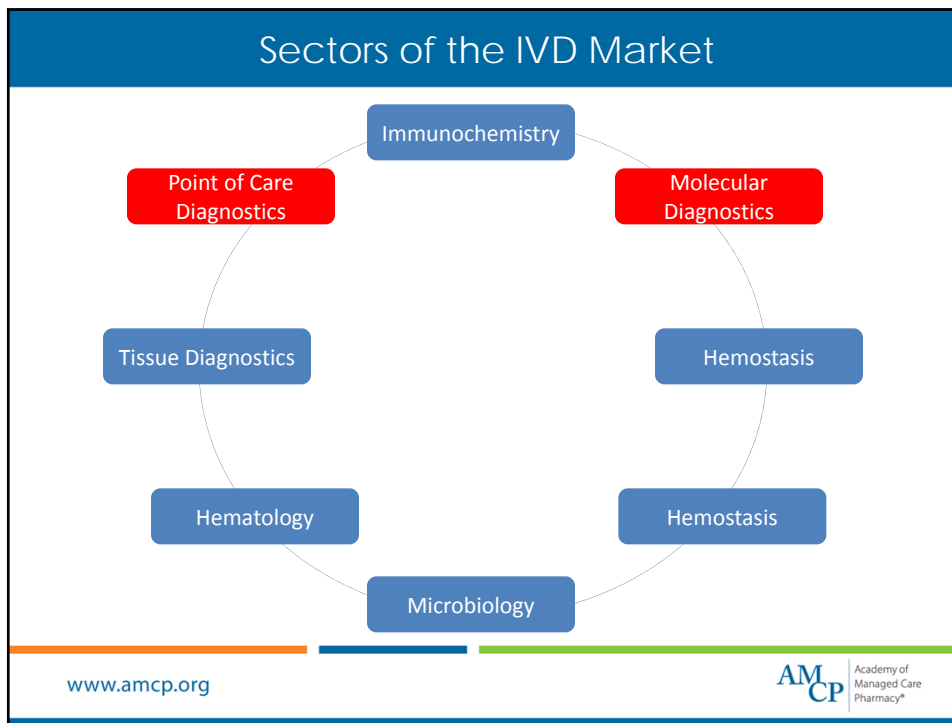 Sectors of the IVD Market
Immunochemistry
Point of Care
Diagnostics
Molecular
Diagnostics
Tissue Diagnostics
Hemostasis
Hematology
Hemostasis
Microbiology
www.amcp.org
AMCP
Academy of
Managed Care
Pharmacy®